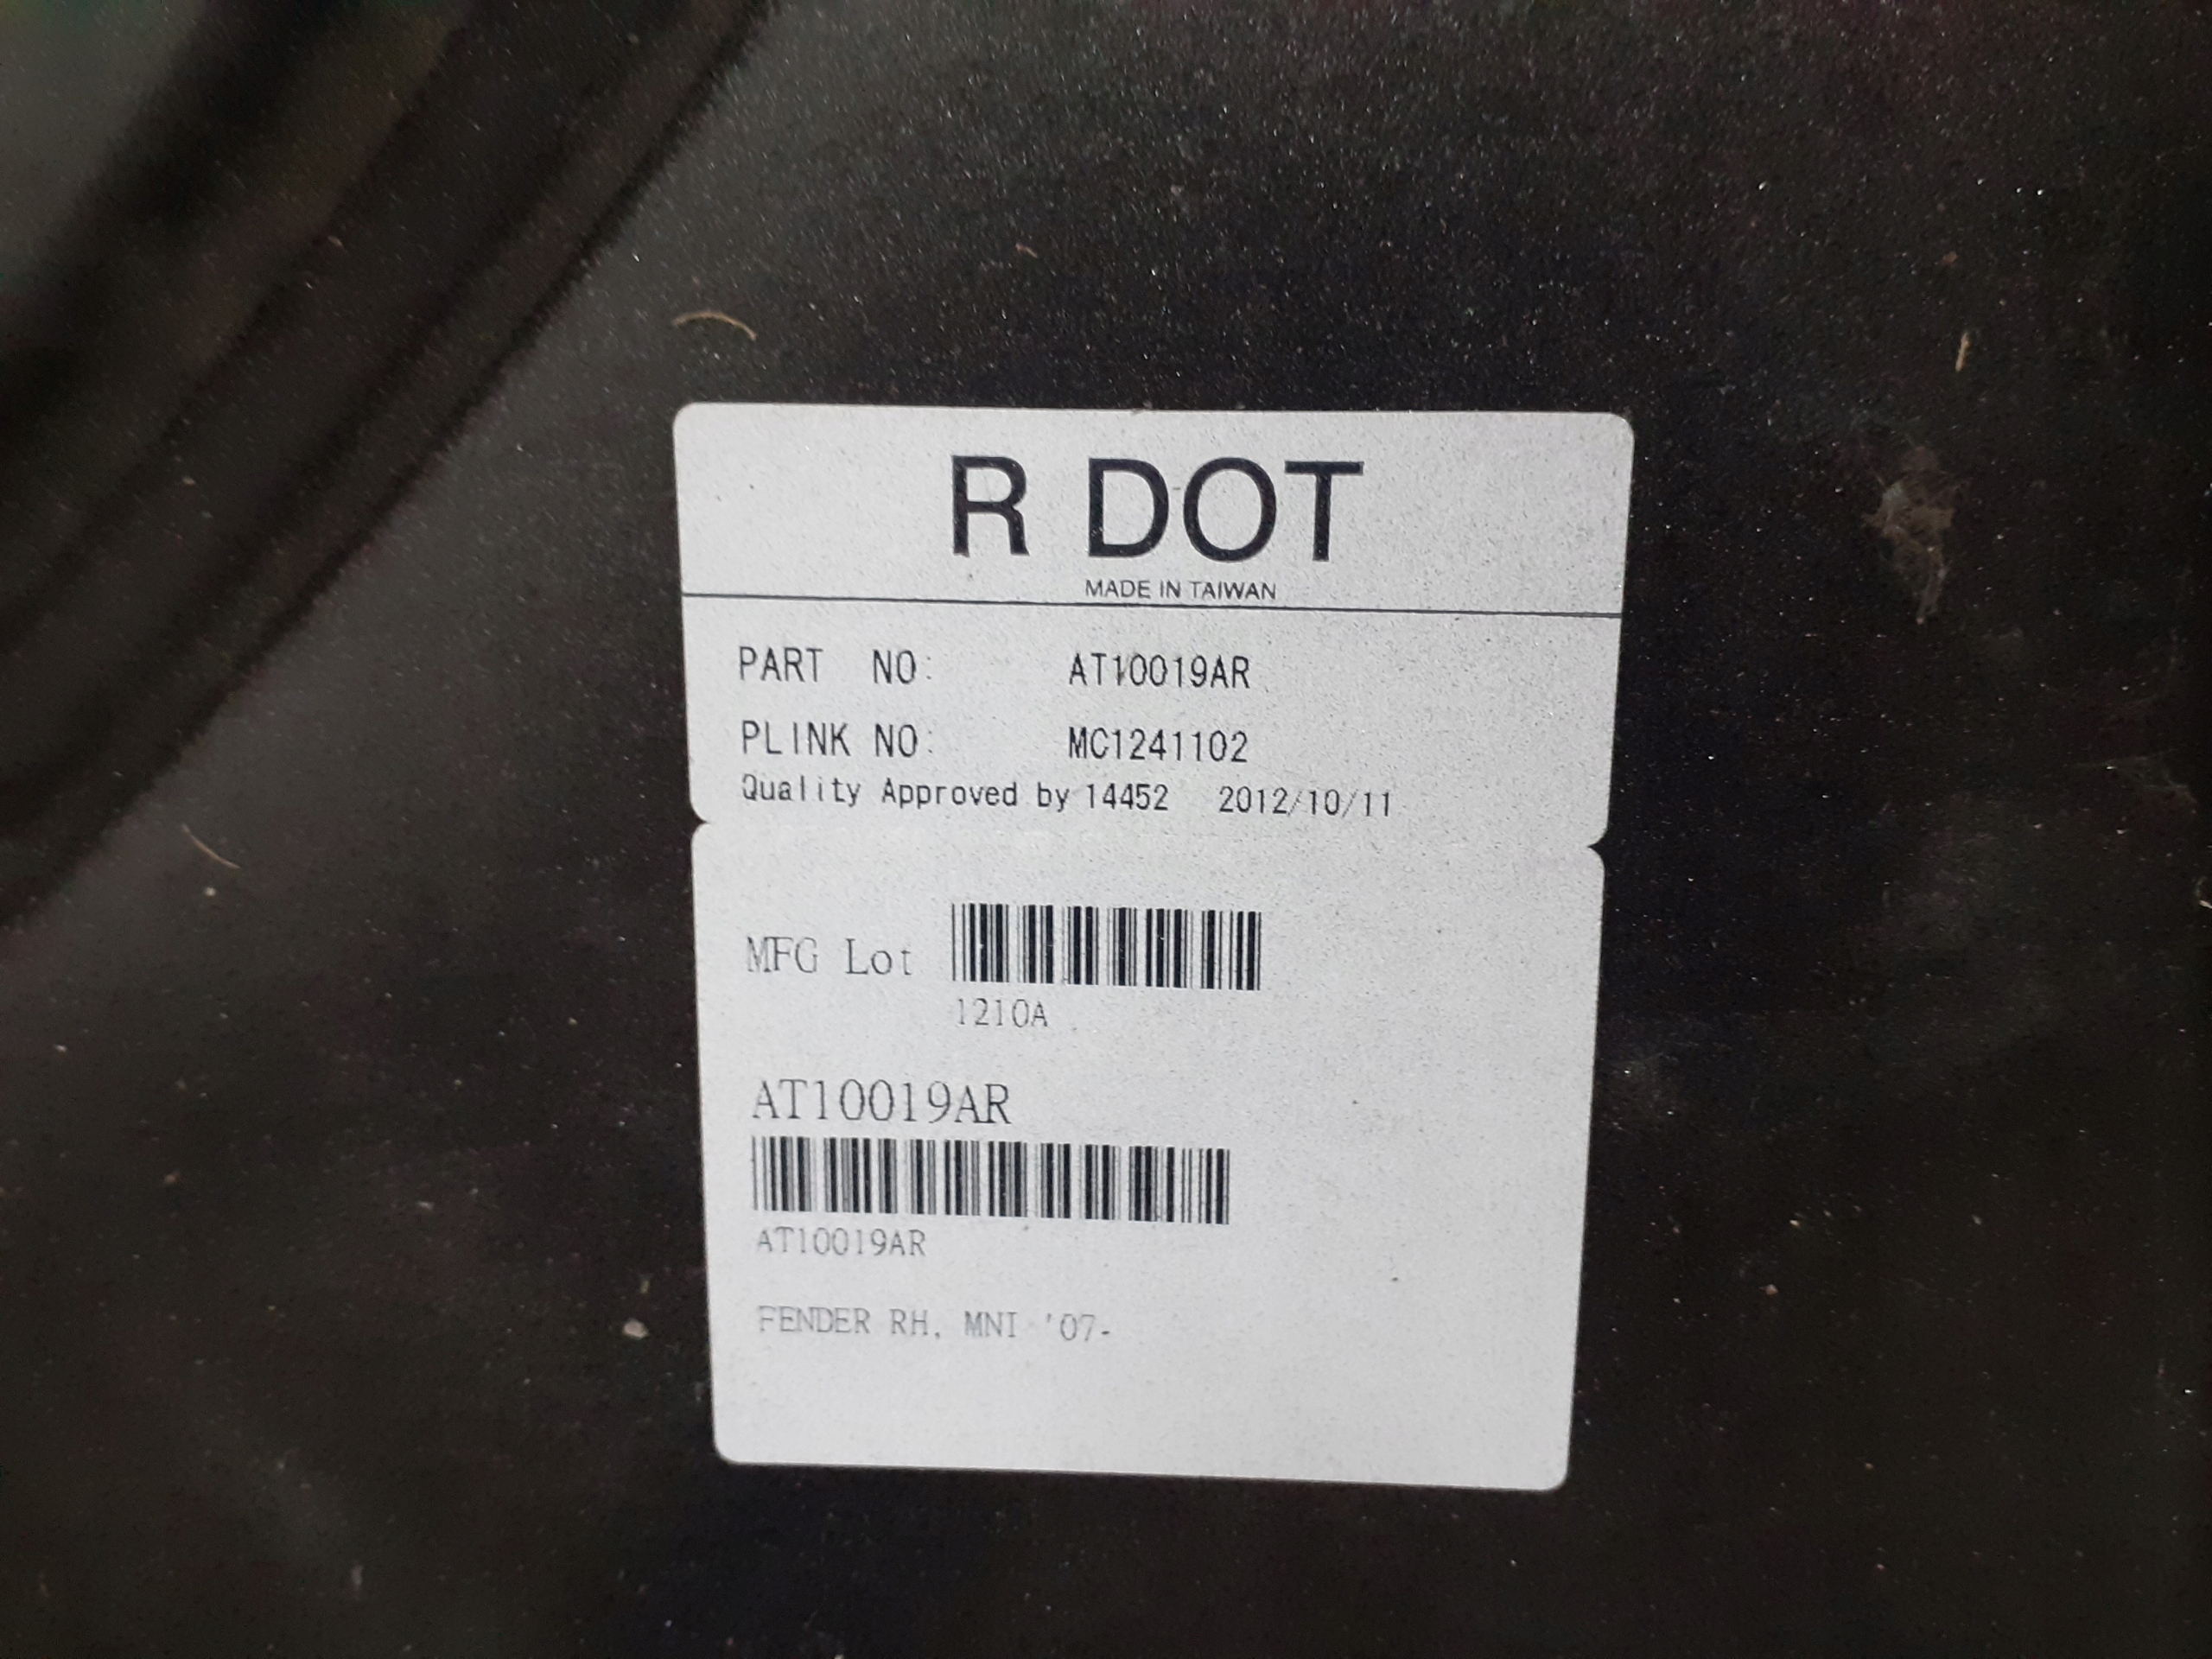 R DOT
MADE IN TAIWAN
PART NO: AT10019AR
PLINK NO: MC1241102
Quality Approved by 14452 2012/10/11
MFG Lot
1210A
AT10019AR
AT10019AR
FENDER RH, MNI '07-